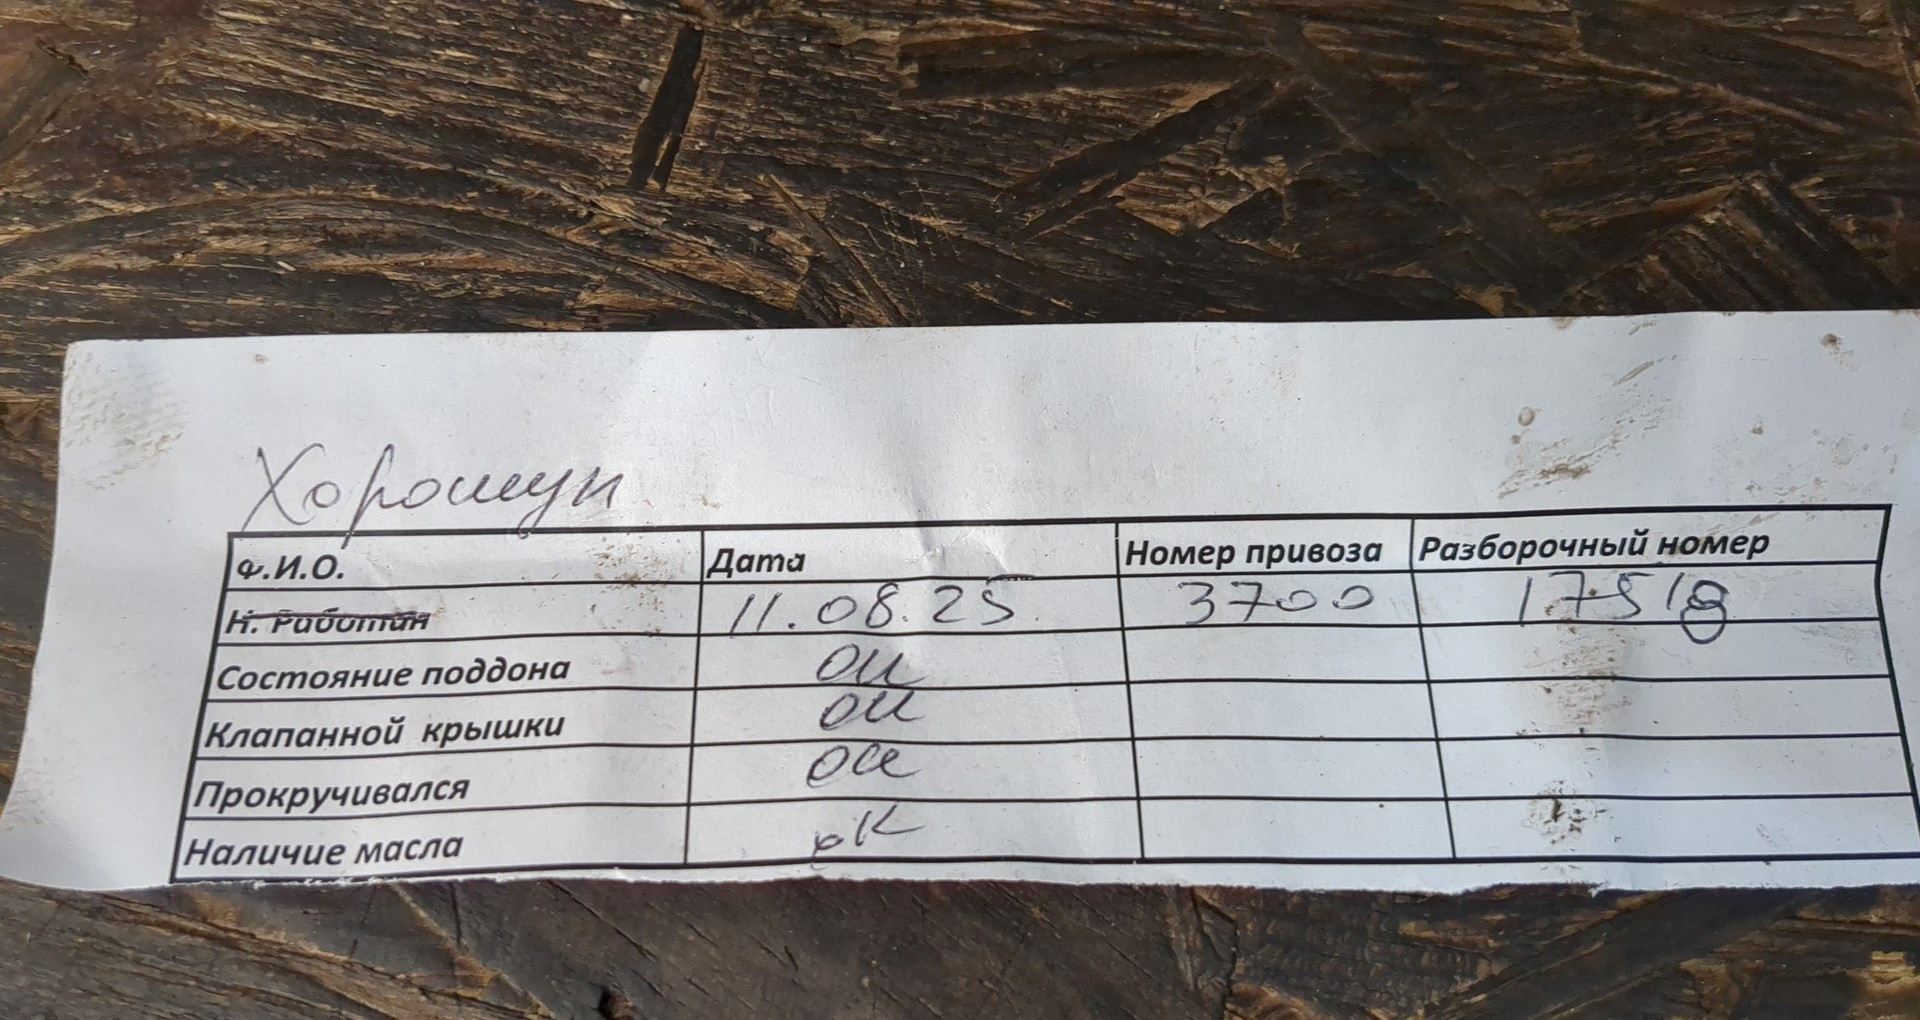 Хорошун
Ф.И.О. Дата Номер привоза Разборочный номер
Н. Работин 11.08.25. 3700 17518
Состояние поддона ок
Клапанной крышки ок
Прокручивался ок
Наличие масла ок